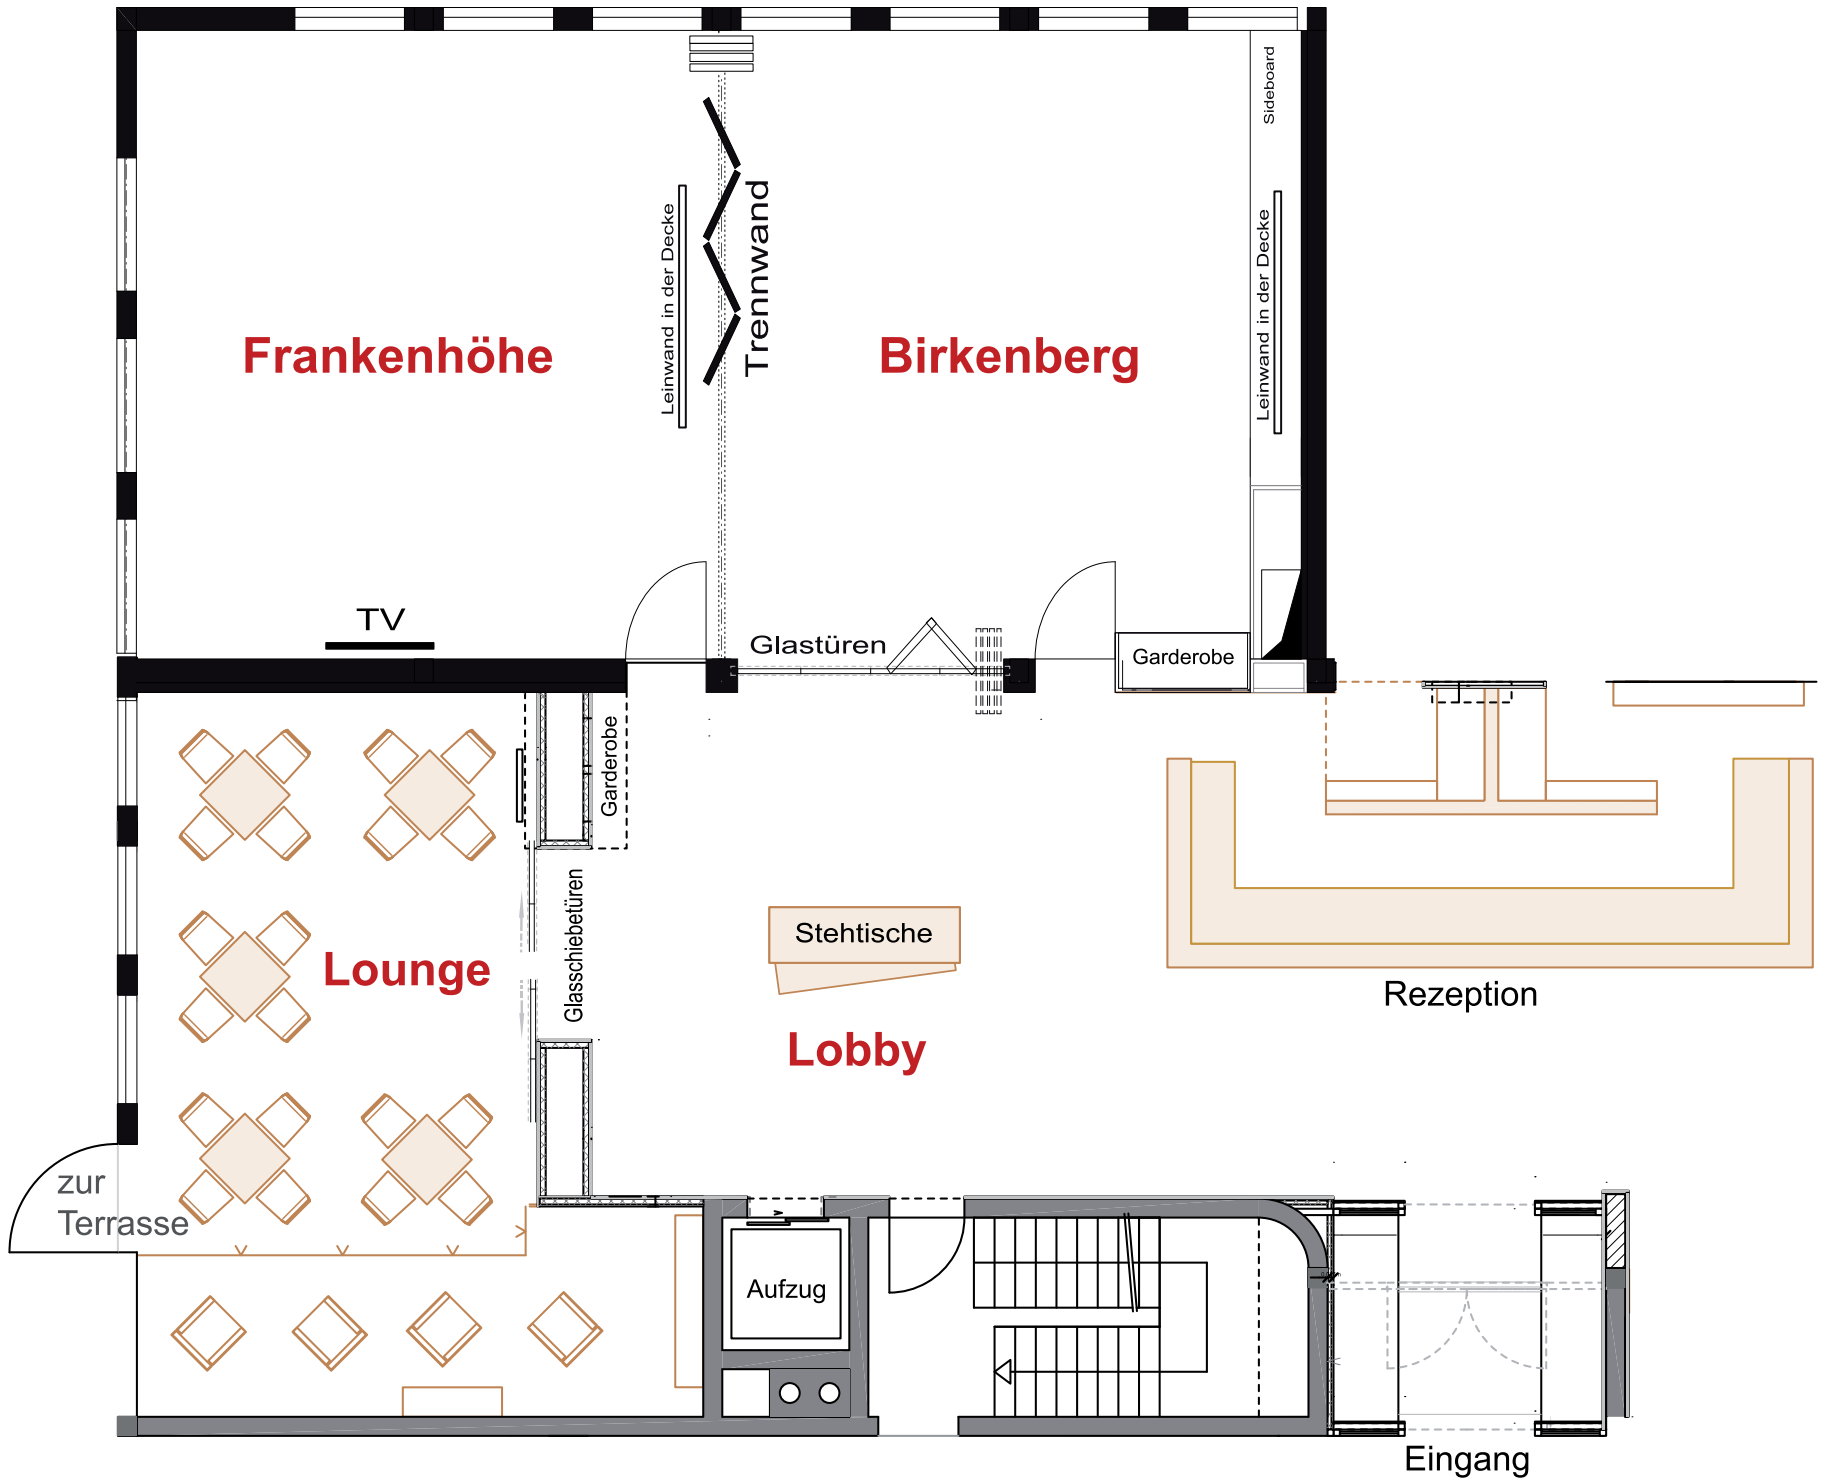 Sideboard
Leinwand in der Decke
Trennwand
Leinwand in der Decke
Frankenhöhe
Birkenberg
TV
Glastüren
Garderobe
Garderobe
Glasschiebetüren
Stehtische
Lounge
Rezeption
Lobby
zur
Terrasse
Aufzug
Eingang